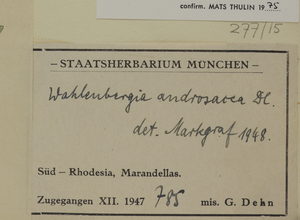 confirm. MATS THULIN 1975
277/15
– STAATSHERBARIUM MÜNCHEN –
Wahlenbergia androsacea DC.
det. Markgraf 1948.
Süd – Rhodesia, Marandellas.
Zugegangen XII. 1947 785 mis. G. Dehn